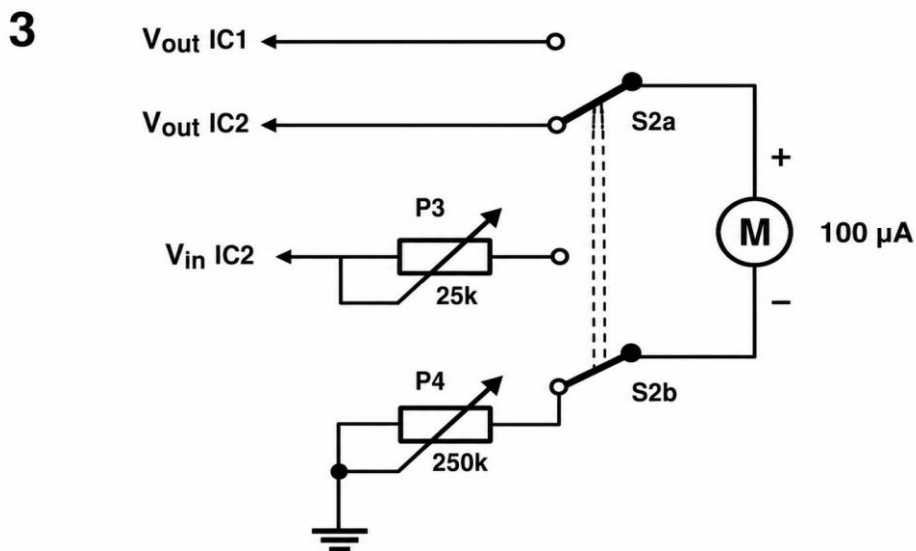 3
Vout IC1
Vout IC2
S2a
+
P3
M
100 µA
Vin IC2
25k
−
P4
S2b
250k